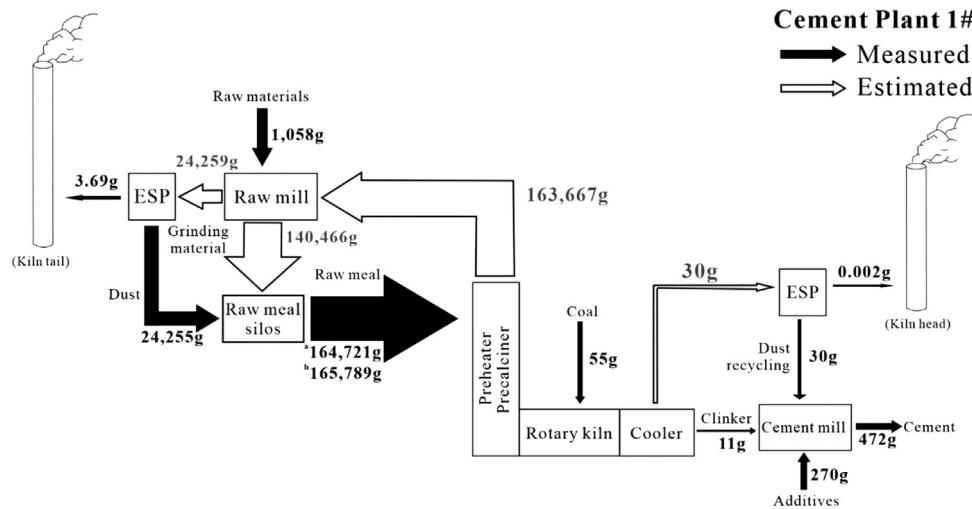 Cement Plant 1#
Measured
Estimated
Raw materials
1,058g
24,259g
3.69g
ESP
Raw mill
163,667g
(Kiln tail)
Grinding
material
140,466g
Raw meal
Dust
Raw meal
silos
24,255g
a164,721g
b165,789g
Preheater
Precalciner
30g
Coal
55g
ESP
0.002g
(Kiln head)
Dust
recycling
30g
Rotary kiln
Cooler
Clinker
11g
Cement mill
472g
Cement
270g
Additives